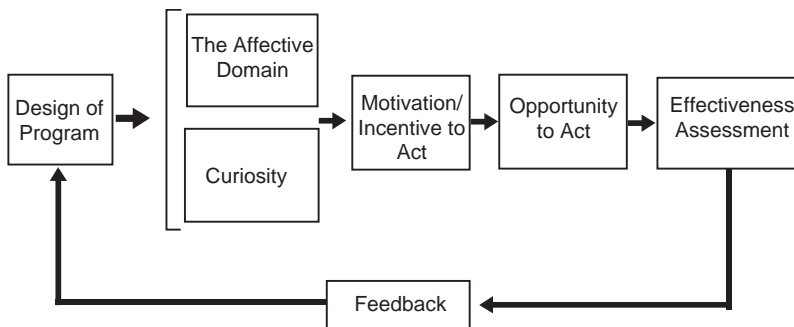 Design of
Program
The Affective
Domain
Curiosity
Motivation/
Incentive to
Act
Opportunity
to Act
Effectiveness
Assessment
Feedback